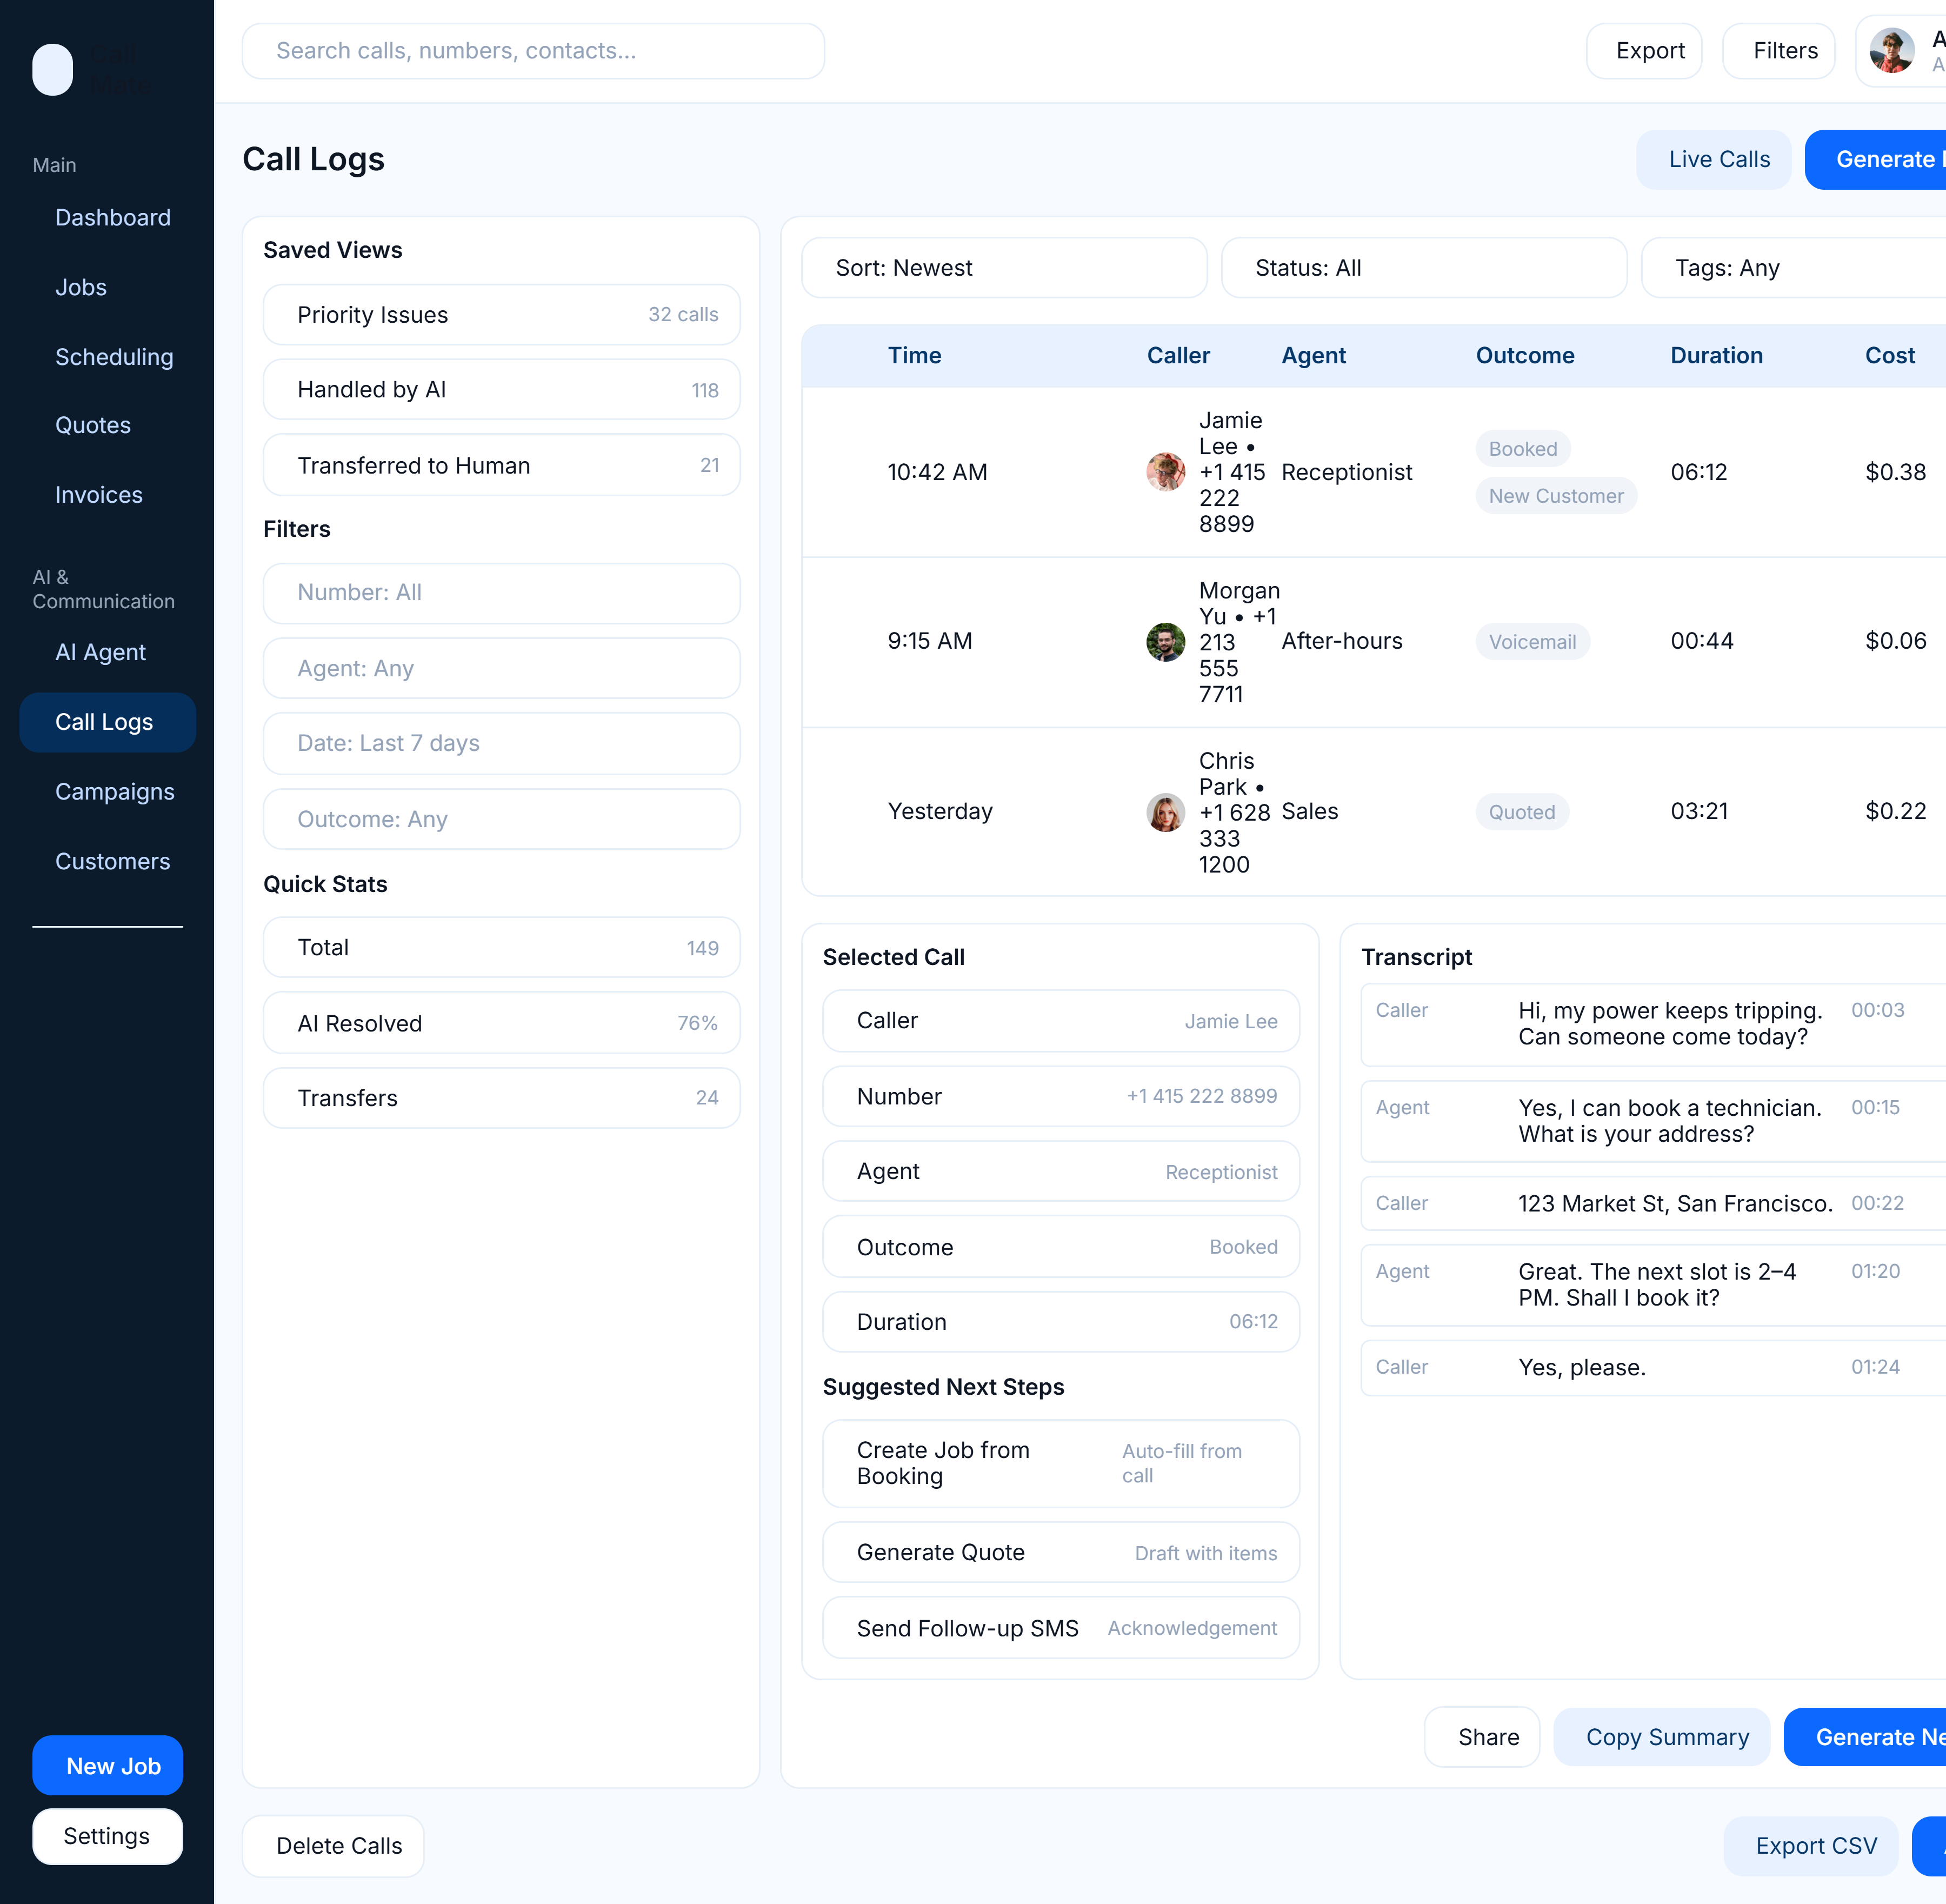 Call
Mate
Main
Dashboard
Jobs
Scheduling
Quotes
Invoices
AI &
Communication
AI Agent
Call Logs
Campaigns
Customers
New Job
Settings
Search calls, numbers, contacts...
Export
Filters
Call Logs
Live Calls
Generate
Saved Views
Priority Issues 32 calls
Handled by AI 118
Transferred to Human 21
Filters
Number: All
Agent: Any
Date: Last 7 days
Outcome: Any
Quick Stats
Total 149
AI Resolved 76%
Transfers 24
Sort: Newest
Status: All
Tags: Any
Time Caller Agent Outcome Duration Cost
10:42 AM
Jamie
Lee •
+1 415
222
8899
Receptionist
Booked
New Customer
06:12
$0.38
9:15 AM
Morgan
Yu • +1
213
555
7711
After-hours
Voicemail
00:44
$0.06
Yesterday
Chris
Park •
+1 628
333
1200
Sales
Quoted
03:21
$0.22
Selected Call
Caller Jamie Lee
Number +1 415 222 8899
Agent Receptionist
Outcome Booked
Duration 06:12
Suggested Next Steps
Create Job from
Booking
Auto-fill from
call
Generate Quote Draft with items
Send Follow-up SMS Acknowledgement
Transcript
Caller
Hi, my power keeps tripping.
Can someone come today?
00:03
Agent
Yes, I can book a technician.
What is your address?
00:15
Caller 123 Market St, San Francisco. 00:22
Agent
Great. The next slot is 2–4
PM. Shall I book it?
01:20
Caller Yes, please. 01:24
Share
Copy Summary
Generate
Delete Calls
Export CSV